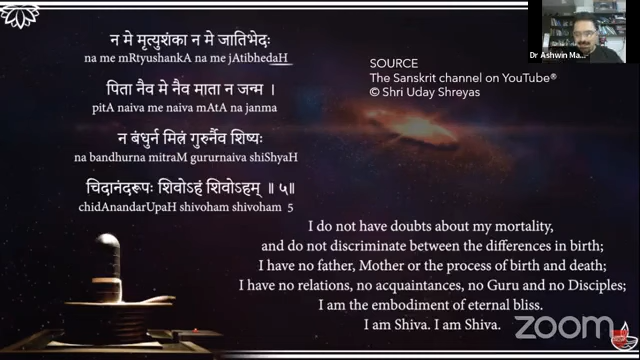 न मे मृत्युशंका न मे जातिभेदः
na me mRtyushankA na me jAtibhedaH
पिता नैव मे नैव माता न जन्म ।
pitA naiva me naiva mAtA na janma
न बंधुर्न मित्रं गुरुर्नैव शिष्यः
na bandhurna mitraM gururnaiva shiShyaH
चिदानंदरूपः शिवोऽहं शिवोऽहम् ॥ ५॥
chidAnandarUpaH shivoham shivoham 5
Dr Ashwin Ma...
SOURCE
The Sanskrit channel on YouTube®
© Shri Uday Shreyas
I do not have doubts about my mortality,
and do not discriminate between the differences in birth;
I have no father, Mother or the process of birth and death;
I have no relations, no acquaintances, no Guru and no Disciples;
I am the embodiment of eternal bliss.
I am Shiva. I am Shiva.
zoom